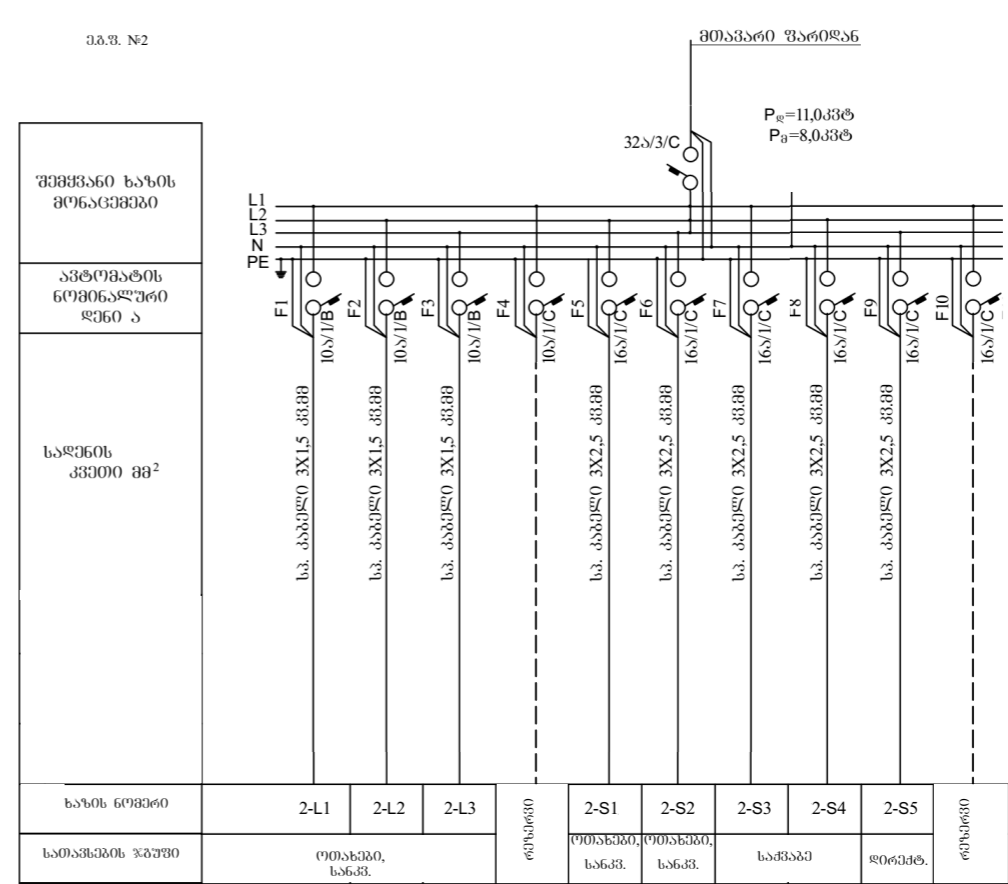 ე.გ.ფ. №2
მთავარი ფარიდან
Pდ=11,0კვტ
Pმ=8,0კვტ
32ა/3/C
შემყვანი ხაზის
მონაცემები
L1
L2
L3
N
PE
ავტომატის
ნომინალური
დენი ა
F1
10ა/1/B
F2
10ა/1/B
F3
10ა/1/B
F4
10ა/1/C
F5
16ა/1/C
F6
16ა/1/C
F7
16ა/1/C
F8
16ა/1/C
F9
16ა/1/C
F10
16ა/1/C
სადენის
კვეთი მმ²
სპ. კაბელი 3X1,5 კვ.მმ
სპ. კაბელი 3X1,5 კვ.მმ
სპ. კაბელი 3X1,5 კვ.მმ
სპ. კაბელი 3X2,5 კვ.მმ
სპ. კაბელი 3X2,5 კვ.მმ
სპ. კაბელი 3X2,5 კვ.მმ
სპ. კაბელი 3X2,5 კვ.მმ
სპ. კაბელი 3X2,5 კვ.მმ
ხაზის ნომერი
2-L1
2-L2
2-L3
რეზერვი
2-S1
2-S2
2-S3
2-S4
2-S5
რეზერვი
სათავსების ჯგუფი
ოთახები,
სანკვ.
ოთახები,
სანკვ.
ოთახები,
სანკვ.
საქვაბე
დირექტ.